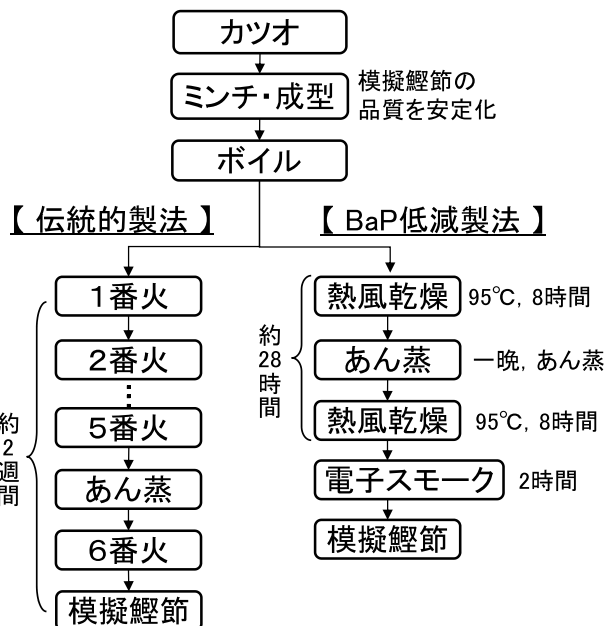 カツオ
ミンチ・成型
模擬鰹節の
品質を安定化
ボイル
【 伝統的製法 】
1番火
2番火
5番火
あん蒸
6番火
模擬鰹節
約2週間
【 BaP低減製法 】
熱風乾燥
95℃, 8時間
あん蒸
一晩, あん蒸
熱風乾燥
95℃, 8時間
約28時間
電子スモーク
2時間
模擬鰹節